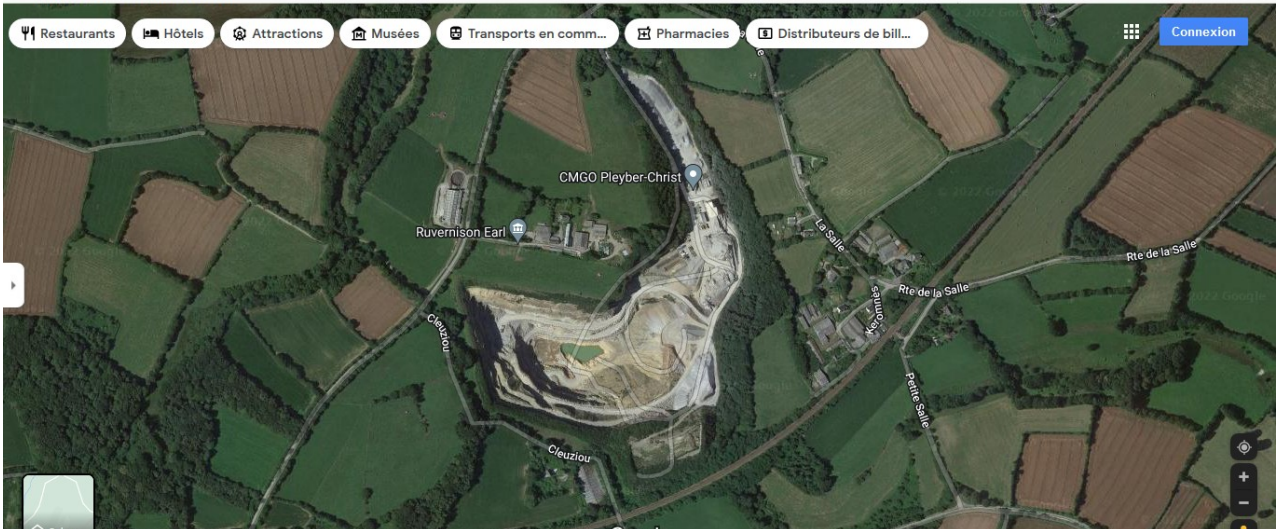 Restaurants
Hôtels
Attractions
Musées
Transports en comm...
Pharmacies
Distributeurs de bill...
Connexion
CMGO Pleyber-Christ
Ruvernison Earl
La Salle
Rte de la Salle
Rte de la Salle
Keromnes
Cleuziou
Petite Salle
Cleuziou